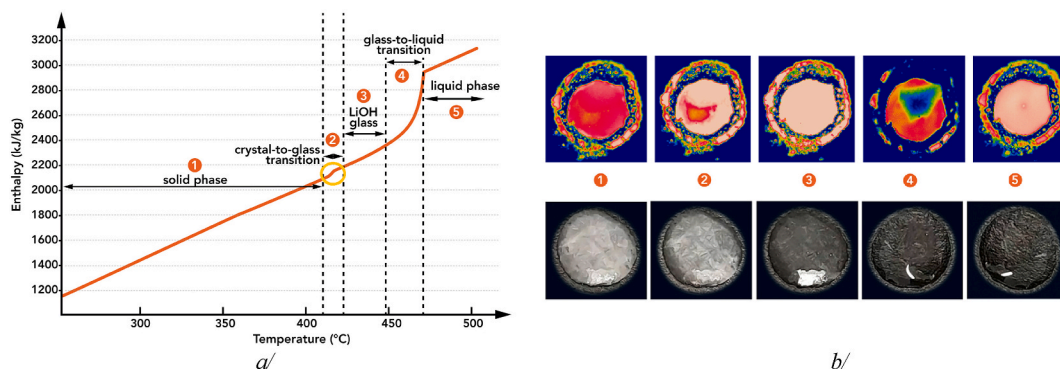 3200
3000
2800
2600
2400
2200
2000
1800
1600
1400
1200
Enthalpy (kJ/kg)
300
350
400
450
500
Temperature (°C)
1
solid phase
2
crystal-to-glass
transition
3
LiOH
glass
glass-to-liquid
transition
4
liquid phase
5
a/
1
2
3
4
5
b/